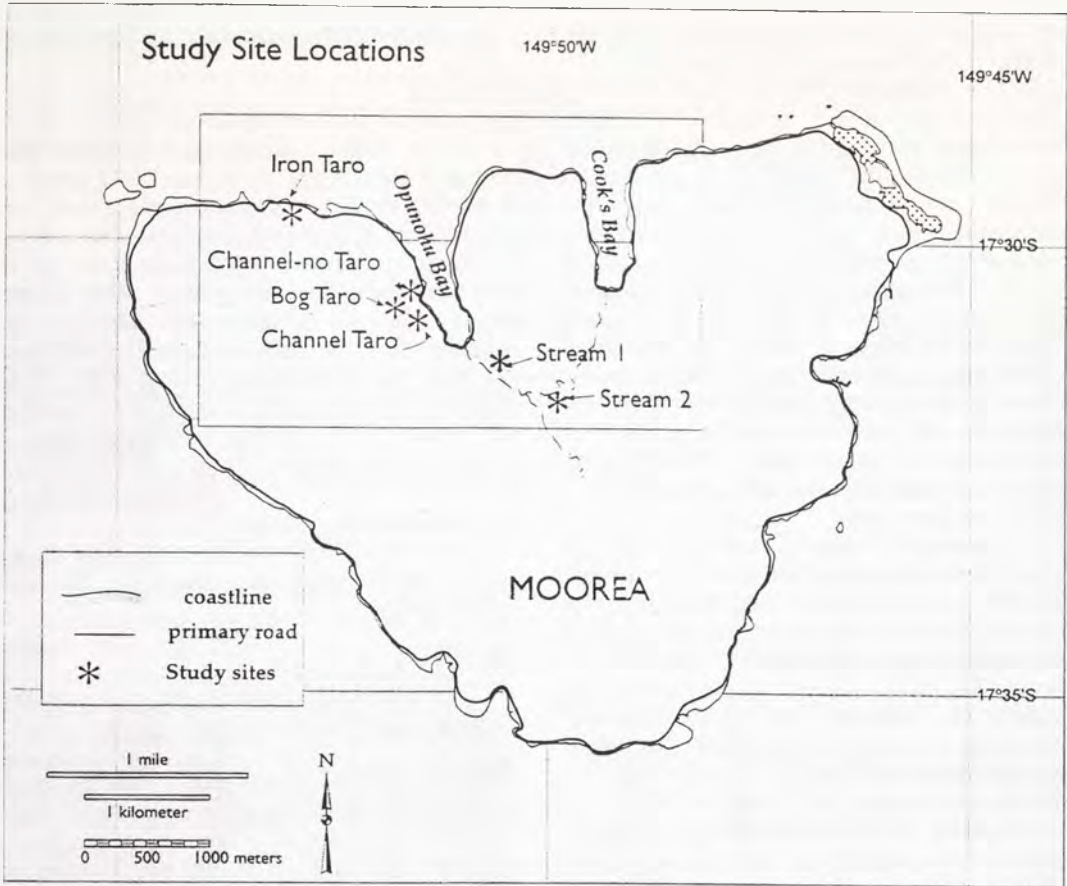 Study Site Locations
149°50'W
149°45'W
Iron Taro
Opunohu Bay
Cook's Bay
17°30'S
Channel-no Taro
Bog Taro
Channel Taro
Stream 1
Stream 2
MOOREA
coastline
primary road
Study sites
17°35'S
1 mile
1 kilometer
0 500 1000 meters
N